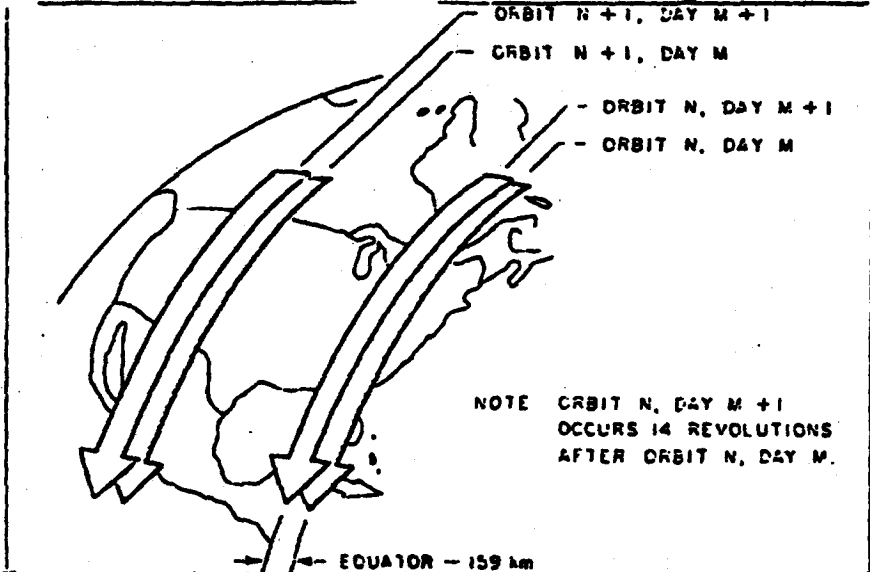 ORBIT N + 1, DAY M + 1
ORBIT N + 1, DAY M
ORBIT N, DAY M + 1
ORBIT N, DAY M
NOTE ORBIT N, DAY M + 1
OCCURS 14 REVOLUTIONS
AFTER ORBIT N, DAY M.
EQUATOR — 159 km